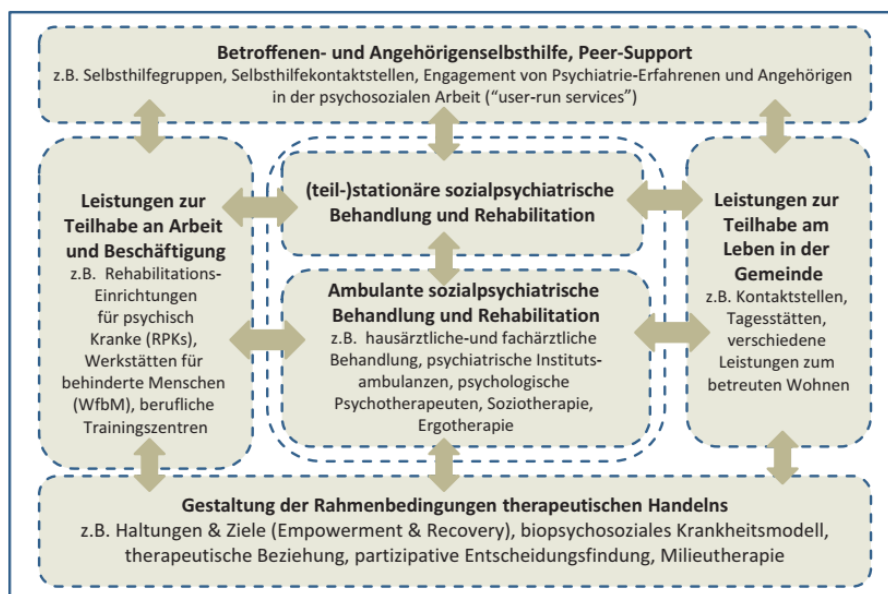 Betroffenen- und Angehörigenselbsthilfe, Peer-Support
z.B. Selbsthilfegruppen, Selbsthilfekontaktstellen, Engagement von Psychiatrie-Erfahrenen und Angehörigen
in der psychosozialen Arbeit (“user-run services”)
Leistungen zur
Teilhabe an Arbeit
und Beschäftigung
z.B. Rehabilitations-
Einrichtungen
für psychisch
Kranke (RPKs),
Werkstätten für
behinderte Menschen
(WfbM), berufliche
Trainingszentren
(teil-)stationäre sozialpsychiatrische
Behandlung und Rehabilitation
Ambulante sozialpsychiatrische
Behandlung und Rehabilitation
z.B. hausärztliche-und fachärztliche
Behandlung, psychiatrische Instituts-
ambulanzen, psychologische
Psychotherapeuten, Soziotherapie,
Ergotherapie
Leistungen zur
Teilhabe am
Leben in der
Gemeinde
z.B. Kontaktstellen,
Tagesstätten,
verschiedene
Leistungen zum
betreuten Wohnen
Gestaltung der Rahmenbedingungen therapeutischen Handelns
z.B. Haltungen & Ziele (Empowerment & Recovery), biopsychosoziales Krankheitsmodell,
therapeutische Beziehung, partizipative Entscheidungsfindung, Milieutherapie